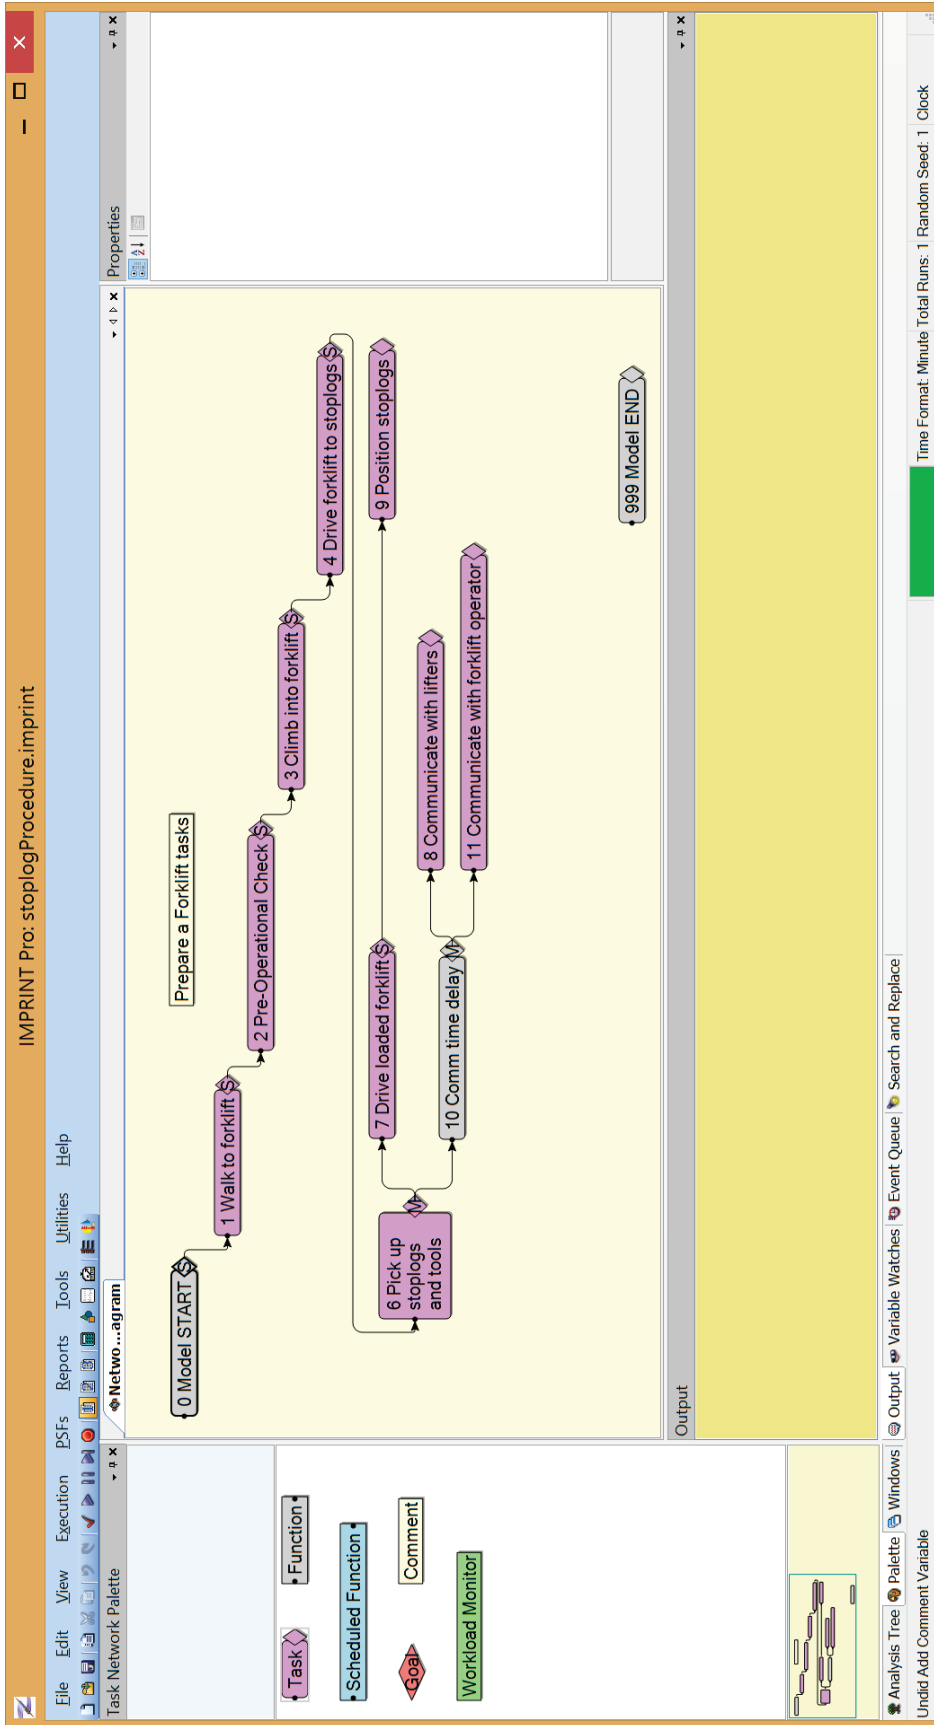 IMPRINT Pro: stoplogProcedure.imprint
File Edit View Execution PSFs Reports Tools Utilities Help
Task Network Palette
Netwo...agram
Properties
Task
Function
Scheduled Function
Goal
Comment
Workload Monitor
Prepare a Forklift tasks
0 Model START S
1 Walk to forklift S
2 Pre-Operational Check S
3 Climb into forklift S
4 Drive forklift to stoplogs S
6 Pick up
stoplogs
and tools
M
7 Drive loaded forklift S
9 Position stoplogs
10 Comm time delay M
8 Communicate with lifters
11 Communicate with forklift operator
999 Model END
Output
Analysis Tree Palette Windows
Output Variable Watches Event Queue Search and Replace
Undid Add Comment Variable
Time Format: Minute Total Runs: 1 Random Seed: 1 Clock